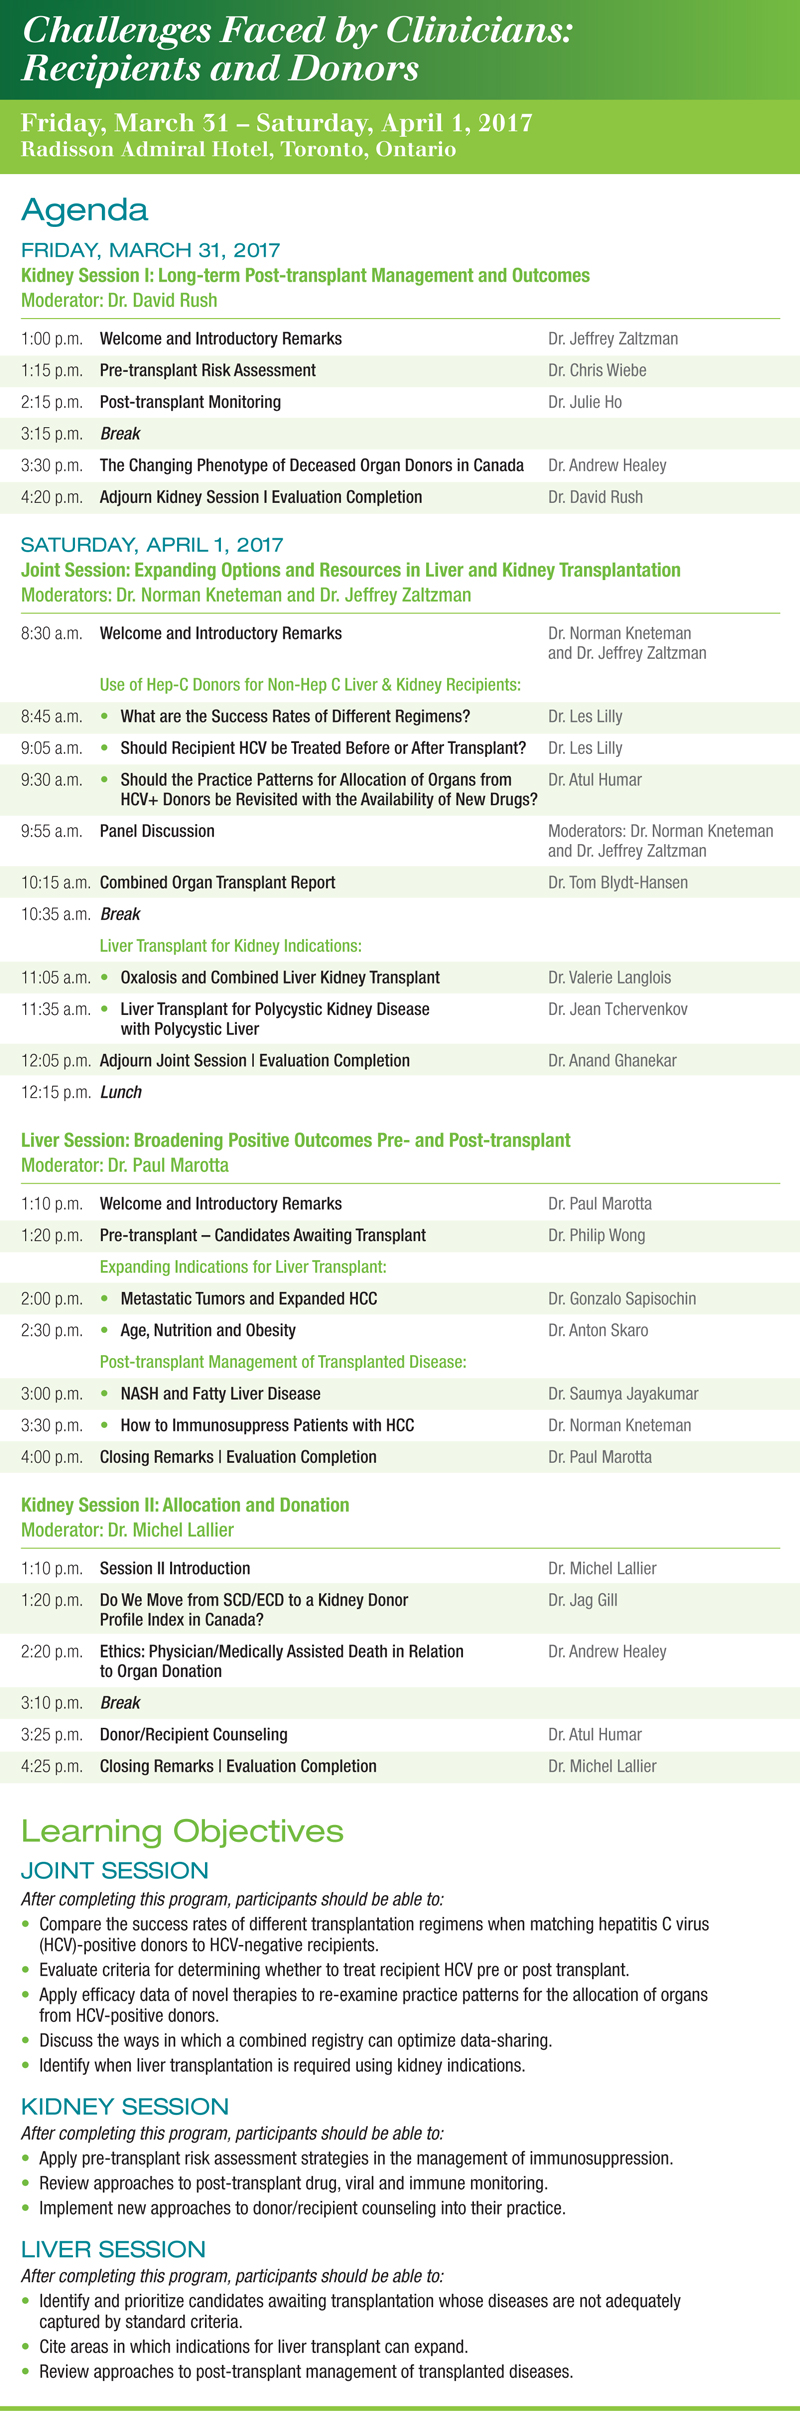 Challenges Faced by Clinicians:
Recipients and Donors
Friday, March 31 – Saturday, April 1, 2017
Radisson Admiral Hotel, Toronto, Ontario
Agenda
FRIDAY, MARCH 31, 2017
Kidney Session I: Long-term Post-transplant Management and Outcomes
Moderator: Dr. David Rush
1:00 p.m. Welcome and Introductory Remarks Dr. Jeffrey Zaltzman
1:15 p.m. Pre-transplant Risk Assessment Dr. Chris Wiebe
2:15 p.m. Post-transplant Monitoring Dr. Julie Ho
3:15 p.m. Break
3:30 p.m. The Changing Phenotype of Deceased Organ Donors in Canada Dr. Andrew Healey
4:20 p.m. Adjourn Kidney Session I Evaluation Completion Dr. David Rush
SATURDAY, APRIL 1, 2017
Joint Session: Expanding Options and Resources in Liver and Kidney Transplantation
Moderators: Dr. Norman Kneteman and Dr. Jeffrey Zaltzman
8:30 a.m. Welcome and Introductory Remarks Dr. Norman Kneteman
and Dr. Jeffrey Zaltzman
Use of Hep-C Donors for Non-Hep C Liver & Kidney Recipients:
8:45 a.m. • What are the Success Rates of Different Regimens? Dr. Les Lilly
9:05 a.m. • Should Recipient HCV be Treated Before or After Transplant? Dr. Les Lilly
9:30 a.m. • Should the Practice Patterns for Allocation of Organs from Dr. Atul Humar
HCV+ Donors be Revisited with the Availability of New Drugs?
9:55 a.m. Panel Discussion Moderators: Dr. Norman Kneteman
and Dr. Jeffrey Zaltzman
10:15 a.m. Combined Organ Transplant Report Dr. Tom Blydt-Hansen
10:35 a.m. Break
Liver Transplant for Kidney Indications:
11:05 a.m. • Oxalosis and Combined Liver Kidney Transplant Dr. Valerie Langlois
11:35 a.m. • Liver Transplant for Polycystic Kidney Disease Dr. Jean Tchervenkov
with Polycystic Liver
12:05 p.m. Adjourn Joint Session | Evaluation Completion Dr. Anand Ghanekar
12:15 p.m. Lunch
Liver Session: Broadening Positive Outcomes Pre- and Post-transplant
Moderator: Dr. Paul Marotta
1:10 p.m. Welcome and Introductory Remarks Dr. Paul Marotta
1:20 p.m. Pre-transplant – Candidates Awaiting Transplant Dr. Philip Wong
Expanding Indications for Liver Transplant:
2:00 p.m. • Metastatic Tumors and Expanded HCC Dr. Gonzalo Sapisochin
2:30 p.m. • Age, Nutrition and Obesity Dr. Anton Skaro
Post-transplant Management of Transplanted Disease:
3:00 p.m. • NASH and Fatty Liver Disease Dr. Saumya Jayakumar
3:30 p.m. • How to Immunosuppress Patients with HCC Dr. Norman Kneteman
4:00 p.m. Closing Remarks | Evaluation Completion Dr. Paul Marotta
Kidney Session II: Allocation and Donation
Moderator: Dr. Michel Lallier
1:10 p.m. Session II Introduction Dr. Michel Lallier
1:20 p.m. Do We Move from SCD/ECD to a Kidney Donor Dr. Jag Gill
Profile Index in Canada?
2:20 p.m. Ethics: Physician/Medically Assisted Death in Relation Dr. Andrew Healey
to Organ Donation
3:10 p.m. Break
3:25 p.m. Donor/Recipient Counseling Dr. Atul Humar
4:25 p.m. Closing Remarks | Evaluation Completion Dr. Michel Lallier
Learning Objectives
JOINT SESSION
After completing this program, participants should be able to:
• Compare the success rates of different transplantation regimens when matching hepatitis C virus
(HCV)-positive donors to HCV-negative recipients.
• Evaluate criteria for determining whether to treat recipient HCV pre or post transplant.
• Apply efficacy data of novel therapies to re-examine practice patterns for the allocation of organs
from HCV-positive donors.
• Discuss the ways in which a combined registry can optimize data-sharing.
• Identify when liver transplantation is required using kidney indications.
KIDNEY SESSION
After completing this program, participants should be able to:
• Apply pre-transplant risk assessment strategies in the management of immunosuppression.
• Review approaches to post-transplant drug, viral and immune monitoring.
• Implement new approaches to donor/recipient counseling into their practice.
LIVER SESSION
After completing this program, participants should be able to:
• Identify and prioritize candidates awaiting transplantation whose diseases are not adequately
captured by standard criteria.
• Cite areas in which indications for liver transplant can expand.
• Review approaches to post-transplant management of transplanted diseases.